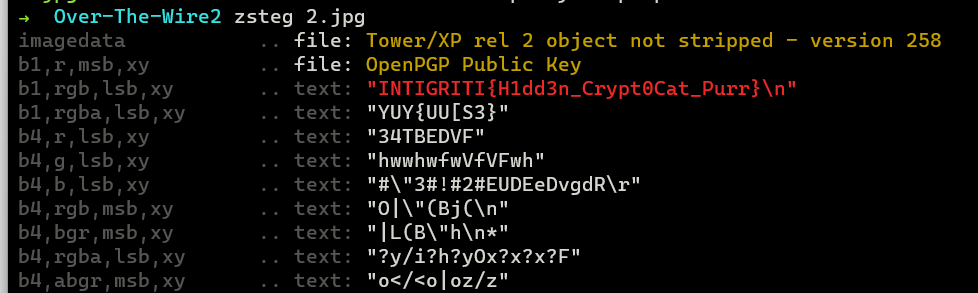 → Over-The-Wire2 zsteg 2.jpg
imagedata .. file: Tower/XP rel 2 object not stripped - version 258
b1,r,msb,xy .. file: OpenPGP Public Key
b1,rgb,lsb,xy .. text: "INTIGRITI{H1dd3n_Crypt0Cat_Purr}\n"
b1,rgba,lsb,xy .. text: "YUY{UU[S3}"
b4,r,lsb,xy .. text: "34TBEDVF"
b4,g,lsb,xy .. text: "hwwhwfwVfVFwh"
b4,b,lsb,xy .. text: "#\"3#!#2#EUDEeDvgdR\r"
b4,rgb,msb,xy .. text: "O|\"(Bj(\n"
b4,bgr,msb,xy .. text: "|L(B\"h\n*"
b4,rgba,lsb,xy .. text: "?y/i?h?yOx?x?x?F"
b4,abgr,msb,xy .. text: "o</<o|oz/z"